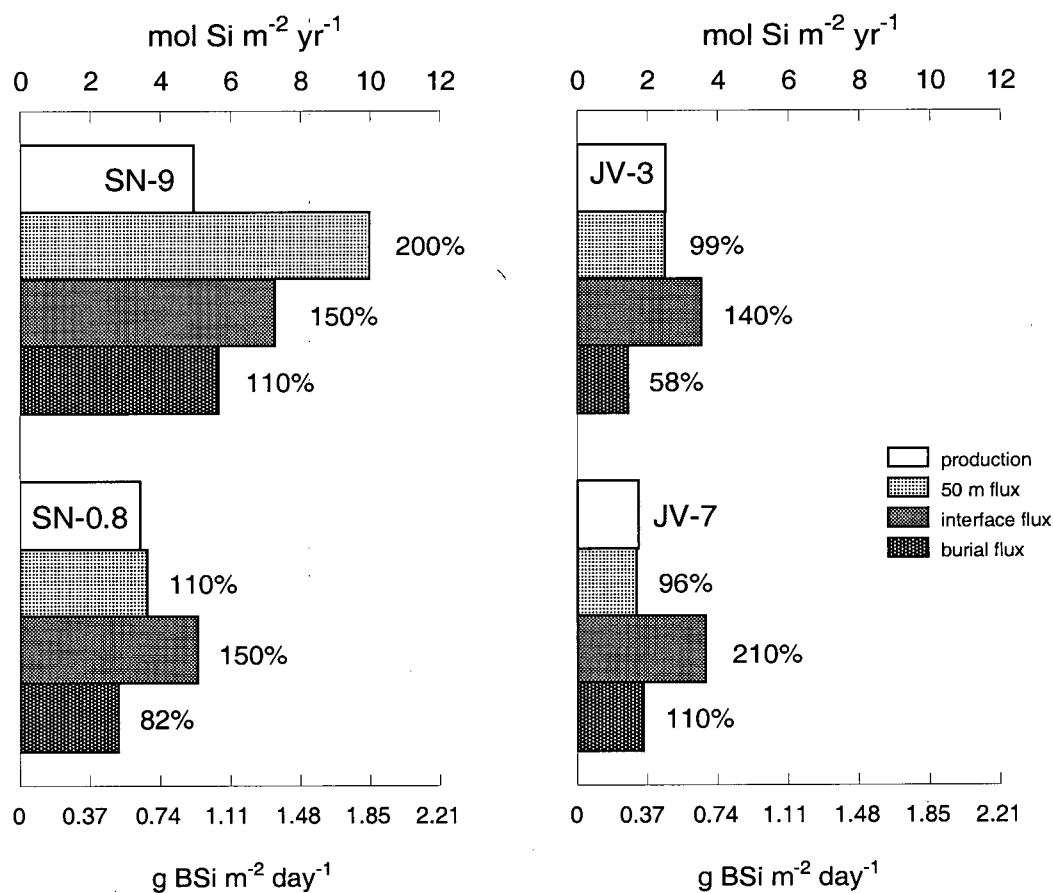 mol Si m⁻² yr⁻¹
0 2 4 6 8 10 12
SN-9
200%
150%
110%
SN-0.8
110%
150%
82%
0 0.37 0.74 1.11 1.48 1.85 2.21
g BSi m⁻² day⁻¹
mol Si m⁻² yr⁻¹
0 2 4 6 8 10 12
JV-3
99%
140%
58%
JV-7
96%
210%
110%
production
50 m flux
interface flux
burial flux
0 0.37 0.74 1.11 1.48 1.85 2.21
g BSi m⁻² day⁻¹